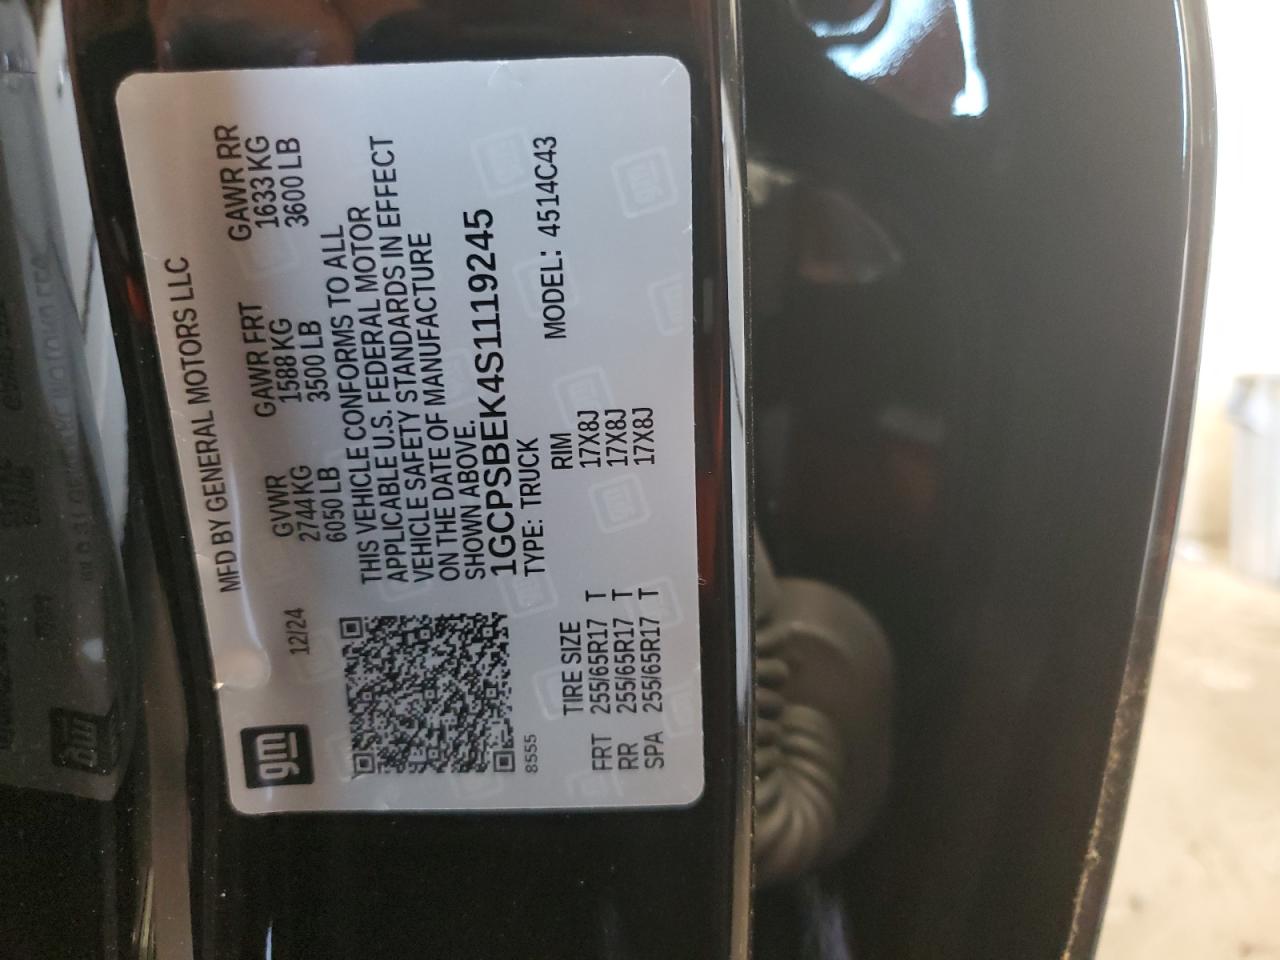 gm
MFD BY GENERAL MOTORS LLC
12/24
GVWR GAWR FRT GAWR RR
2744 KG 1588 KG 1633 KG
6050 LB 3500 LB 3600 LB
THIS VEHICLE CONFORMS TO ALL
APPLICABLE U.S. FEDERAL MOTOR
VEHICLE SAFETY STANDARDS IN EFFECT
ON THE DATE OF MANUFACTURE
SHOWN ABOVE.
1GCPSBEK4S1119245
TYPE: TRUCK MODEL: 4514C43
8555
TIRE SIZE RIM
FRT 255/65R17 T 17X8J
RR 255/65R17 T 17X8J
SPA 255/65R17 T 17X8J